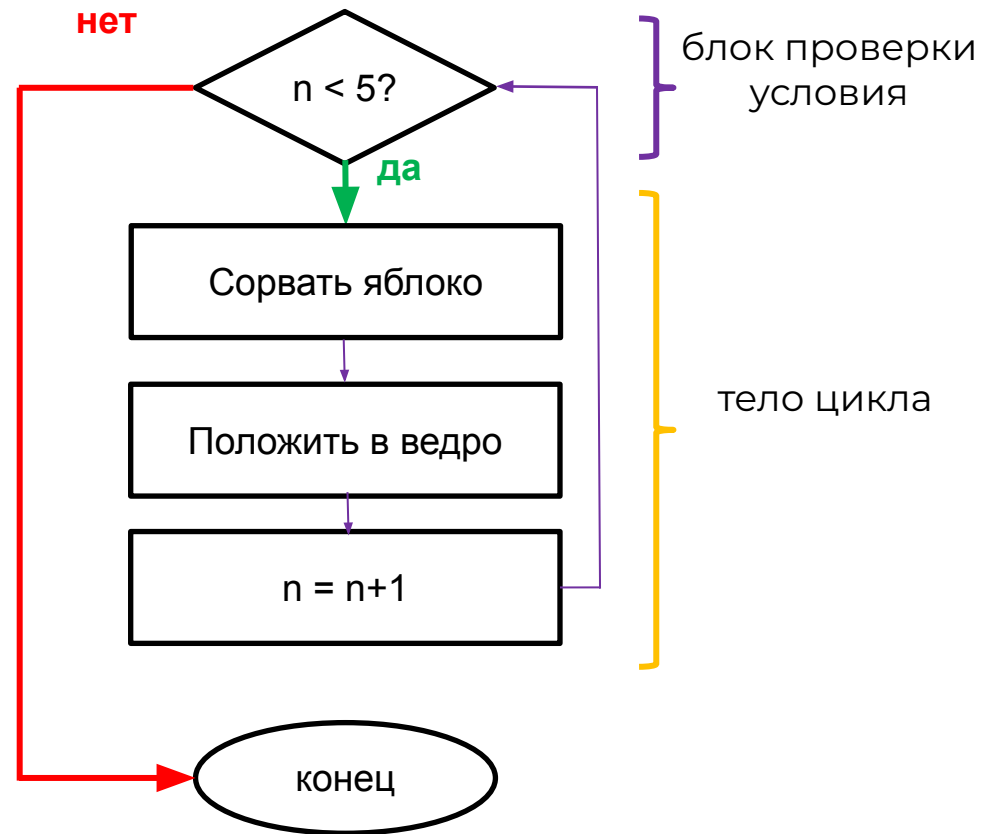 нет
n < 5?
блок проверки
условия
да
Сорвать яблоко
Положить в ведро
тело цикла
n = n+1
конец